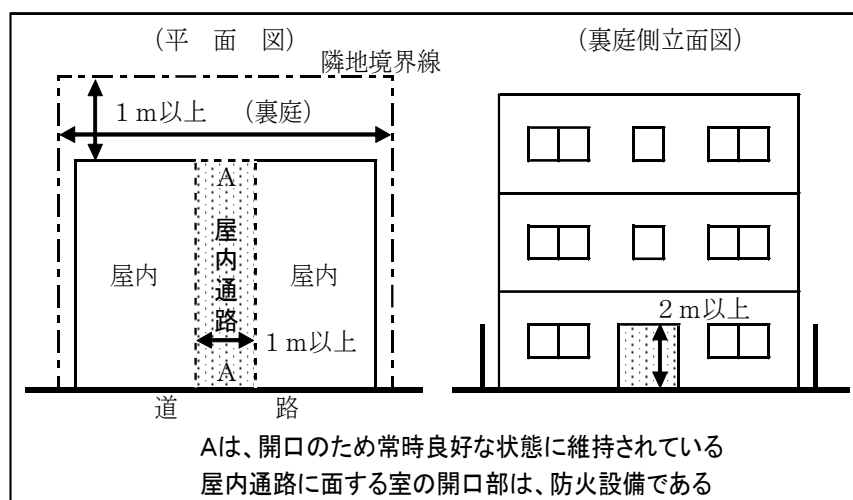 (平 面 図)
(裏庭側立面図)
隣地境界線
1m以上 (裏庭)
A
屋内通路
屋内
屋内
2m以上
1m以上
A
道 路
Aは、開口のため常時良好な状態に維持されている
屋内通路に面する室の開口部は、防火設備である